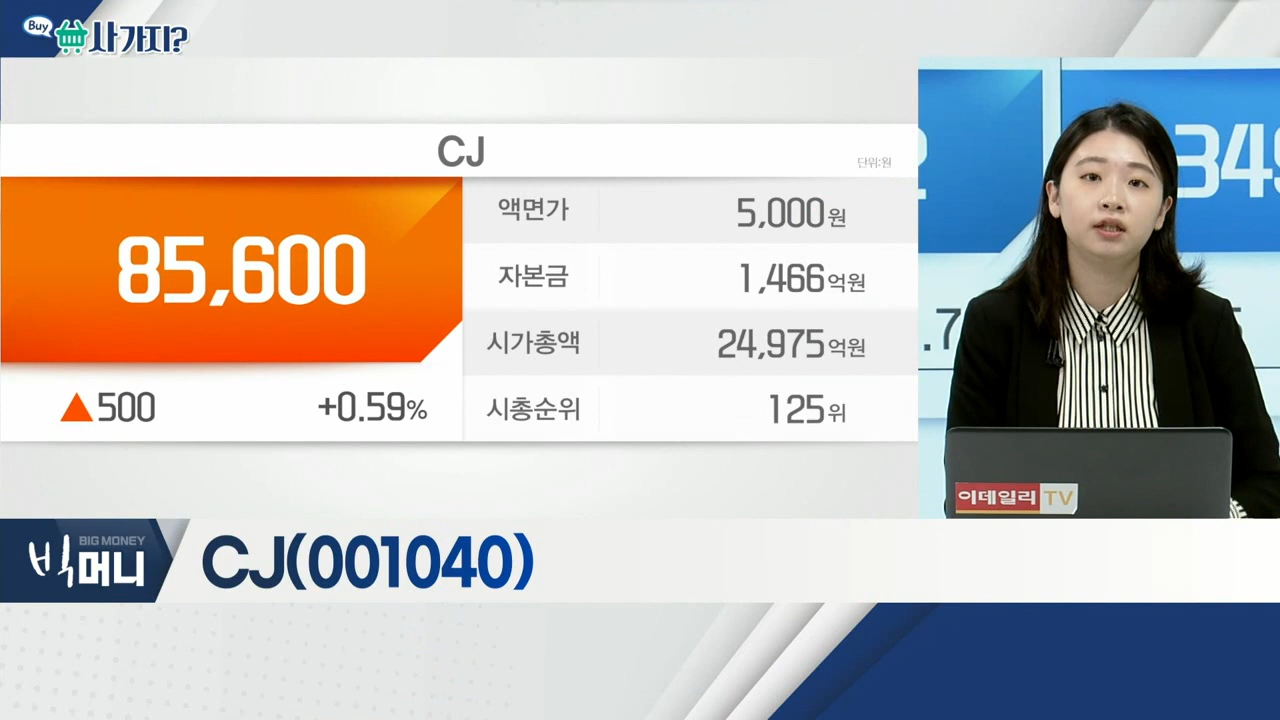 Buy
사가지?
CJ
단위:원
85,600
▲500 +0.59%
액면가 5,000원
자본금 1,466억원
시가총액 24,975억원
시총순위 125위
349
.7
이데일리TV
BIG MONEY
빅머니
CJ(001040)